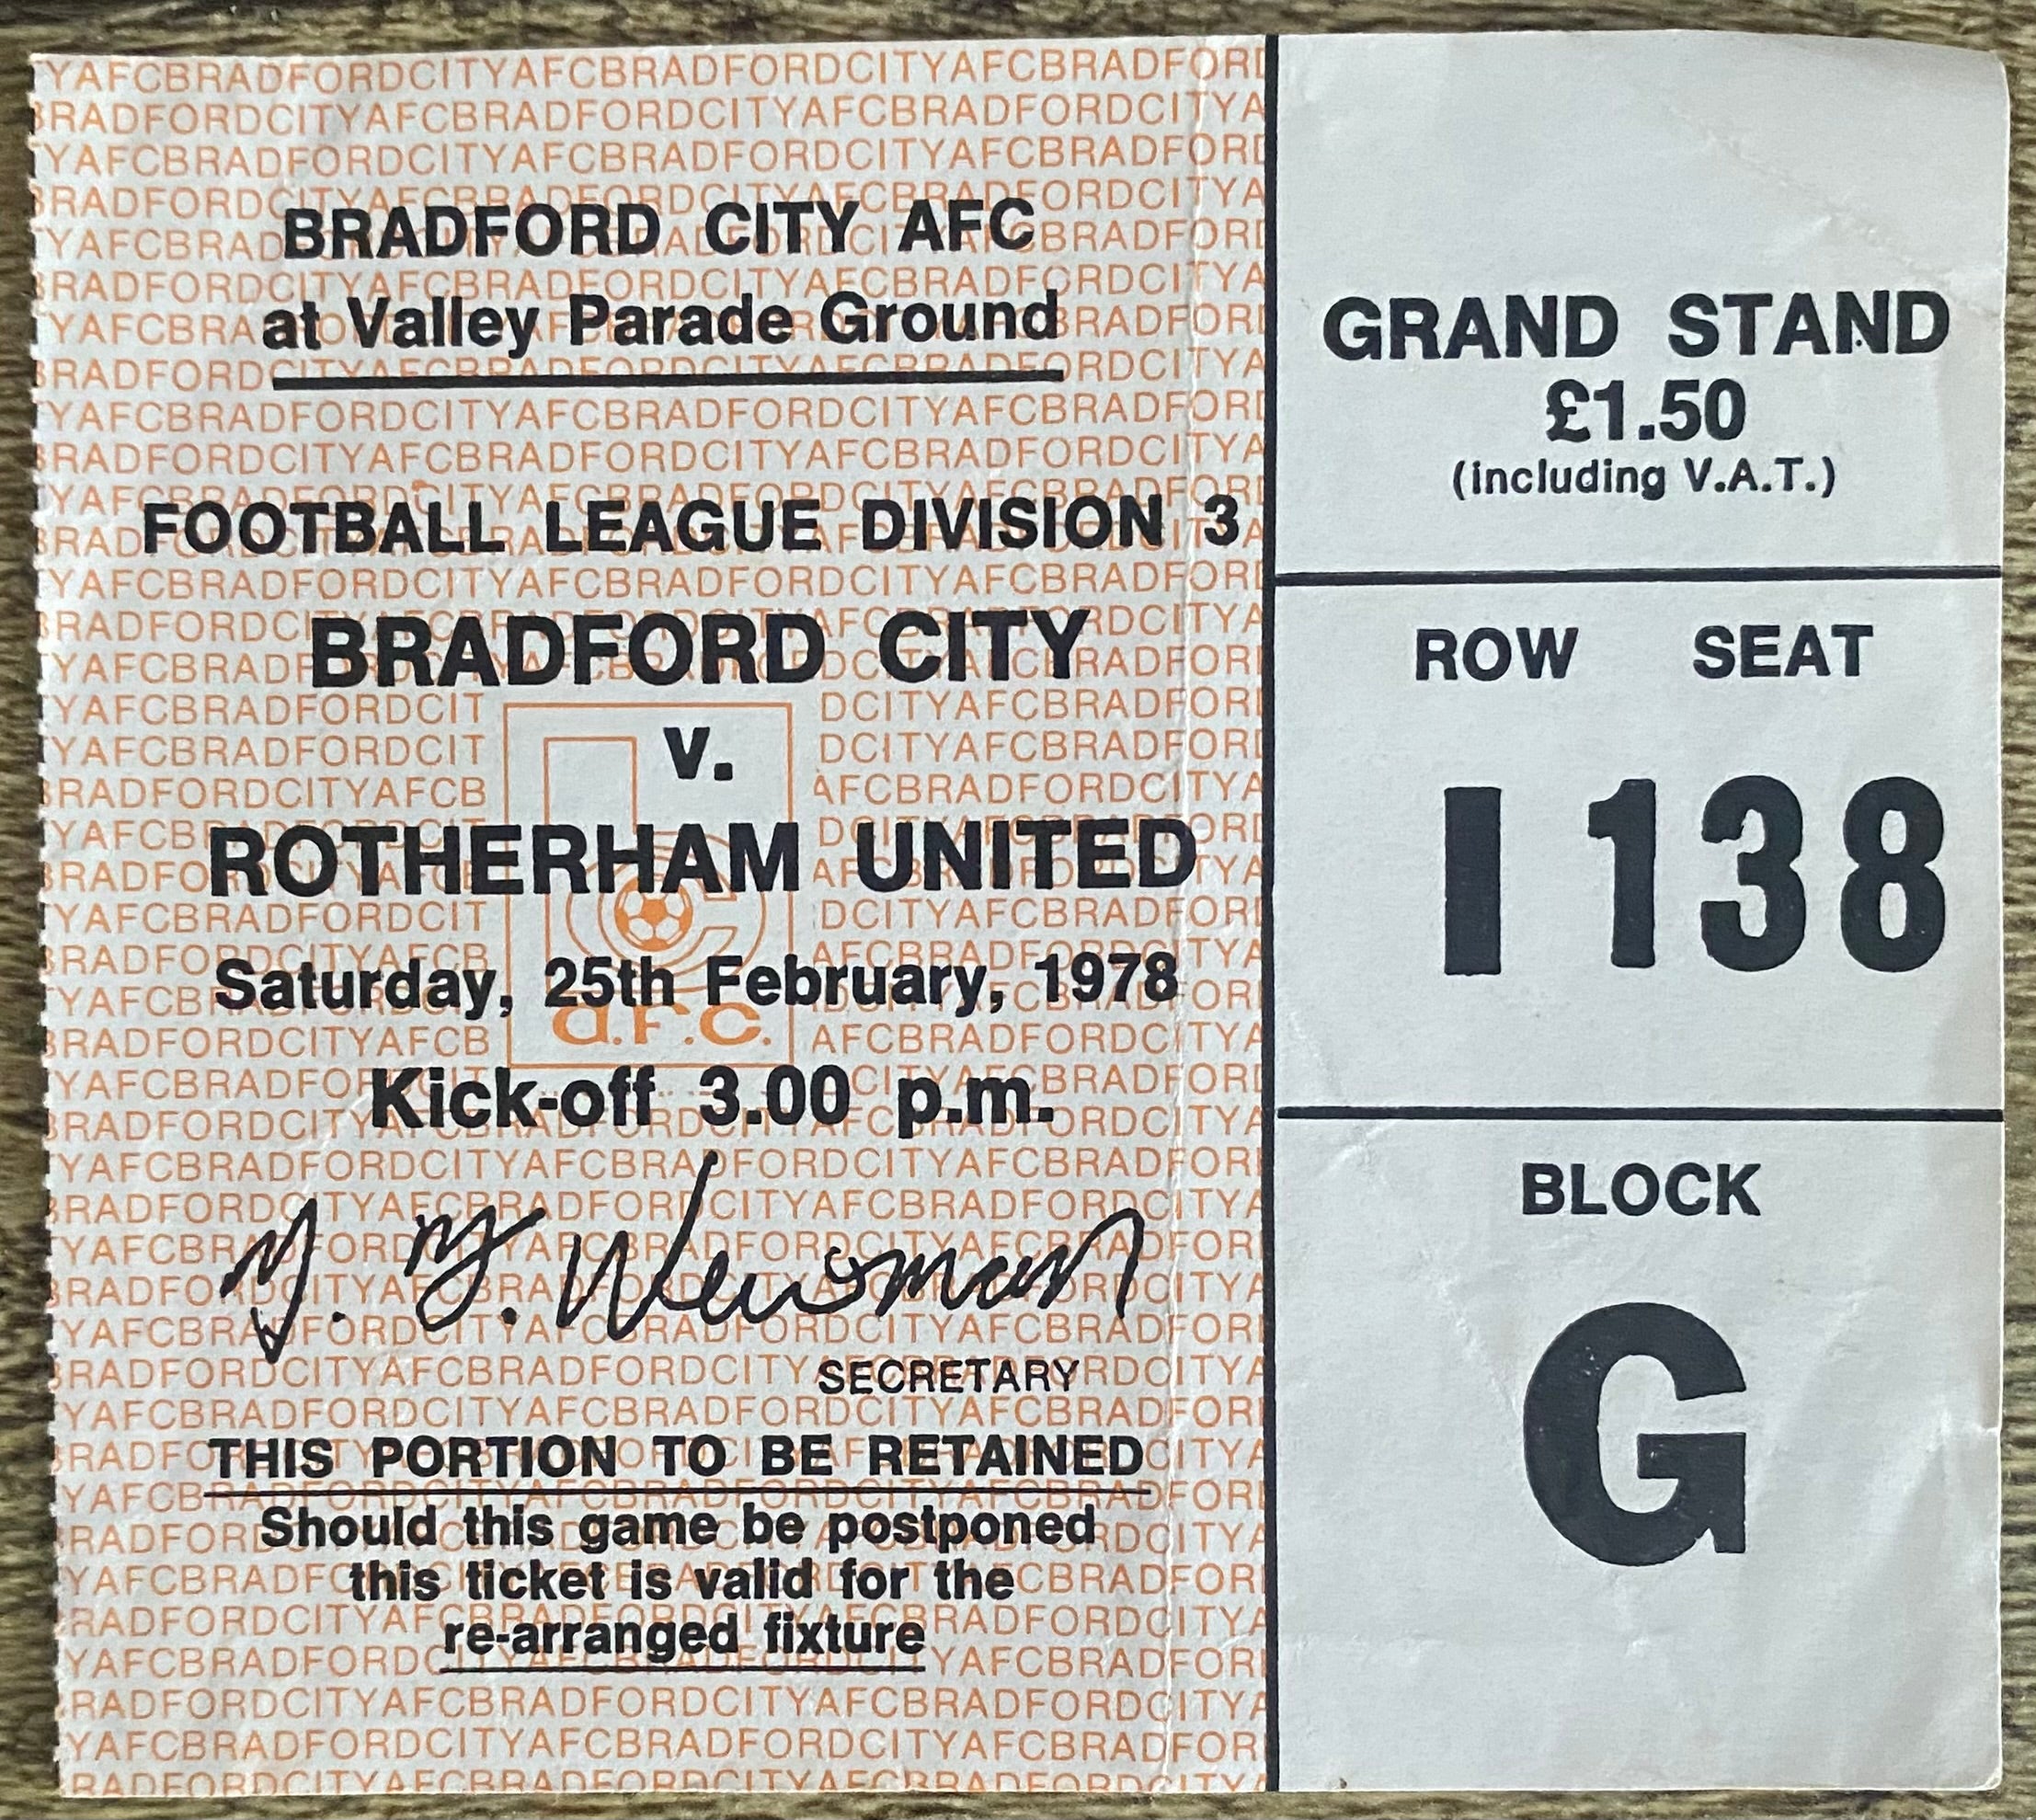 BRADFORD CITY AFC
at Valley Parade Ground
FOOTBALL LEAGUE DIVISION 3
BRADFORD CITY
v.
ROTHERHAM UNITED
Saturday, 25th February, 1978
a.f.c.
Kick-off 3.00 p.m.
Newman
SECRETARY
THIS PORTION TO BE RETAINED
Should this game be postponed
this ticket is valid for the
re-arranged fixture
GRAND STAND
£1.50
(including V.A.T.)
ROW SEAT
I 138
BLOCK
G